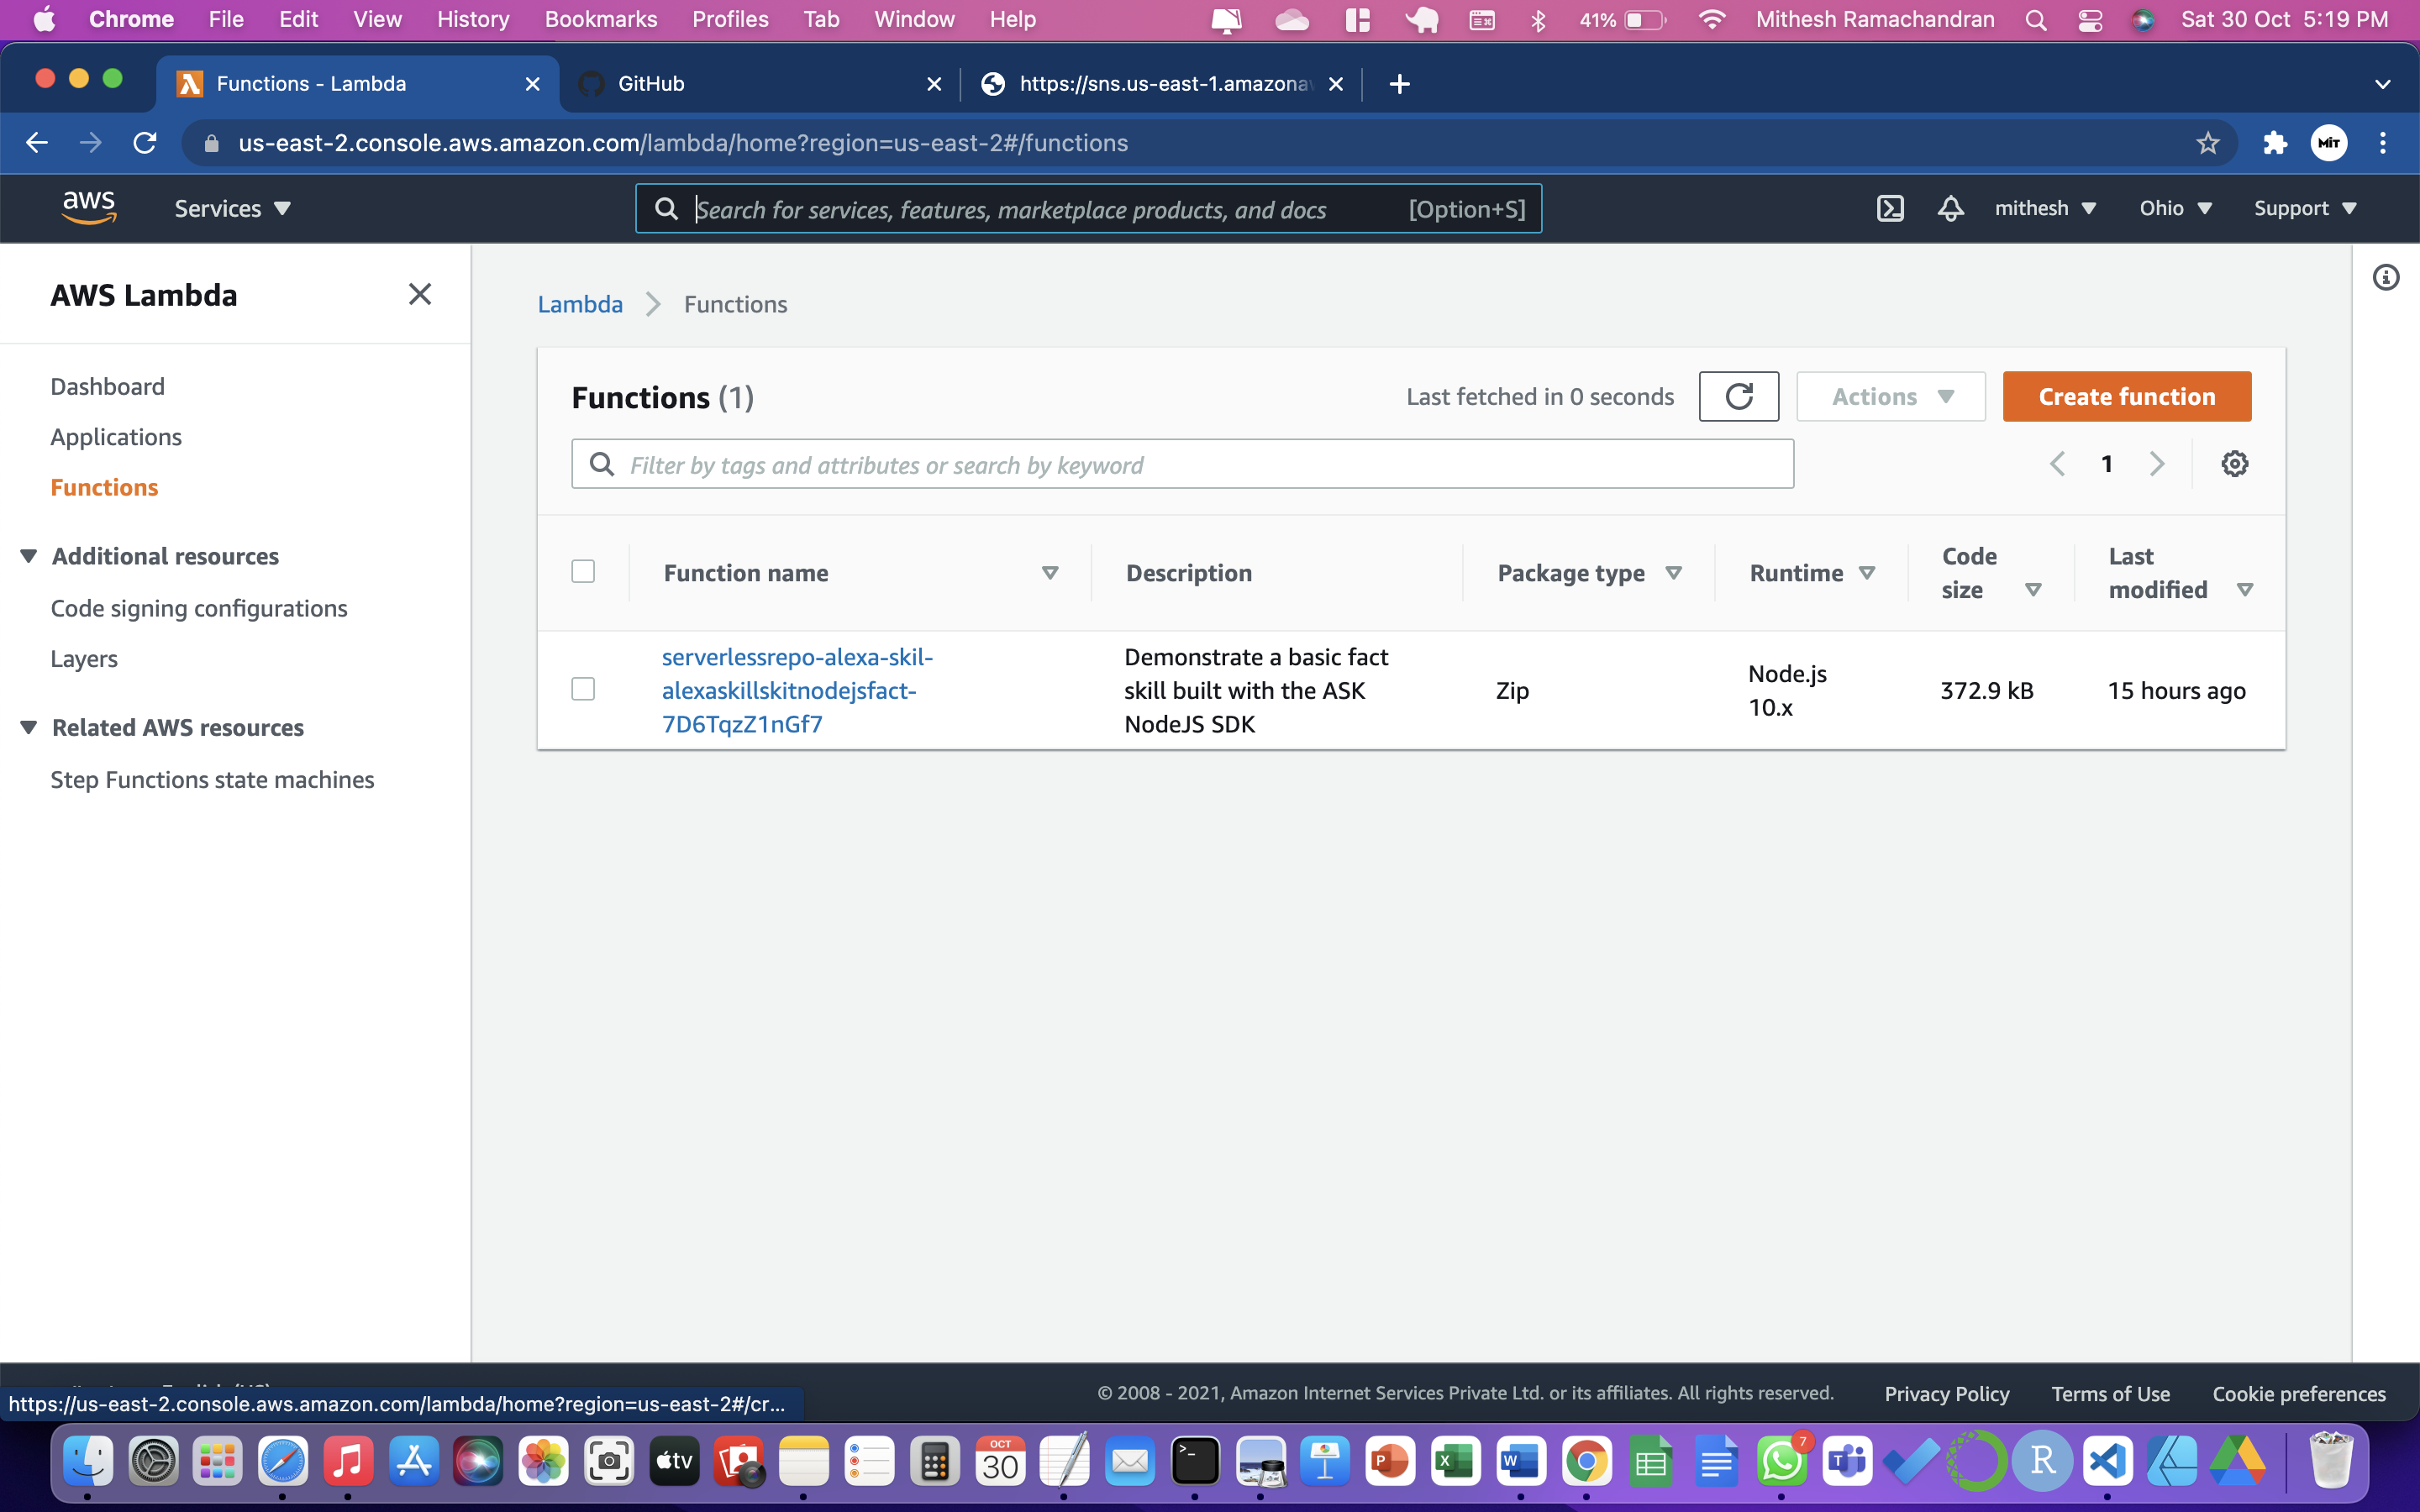 Chrome File Edit View History Bookmarks Profiles Tab Window Help 41% Mithesh Ramachandran Sat 30 Oct 5:19 PM
Functions - Lambda GitHub https://sns.us-east-1.amazona
us-east-2.console.aws.amazon.com/lambda/home?region=us-east-2#/functions MiT
aws Services Search for services, features, marketplace products, and docs [Option+S] mithesh Ohio Support
AWS Lambda
Dashboard
Applications
Functions
Additional resources
Code signing configurations
Layers
Related AWS resources
Step Functions state machines
Lambda Functions
Functions (1) Last fetched in 0 seconds Actions Create function
Filter by tags and attributes or search by keyword 1
Function name Description Package type Runtime Code size Last modified
serverlessrepo-alexa-skil-
alexaskillskitnodejsfact-
7D6TqzZ1nGf7
Demonstrate a basic fact
skill built with the ASK
NodeJS SDK
Zip
Node.js
10.x
372.9 kB
15 hours ago
© 2008 - 2021, Amazon Internet Services Private Ltd. or its affiliates. All rights reserved. Privacy Policy Terms of Use Cookie preferences
https://us-east-2.console.aws.amazon.com/lambda/home?region=us-east-2#/cr...
tv
OCT
30
P X W 7 T R